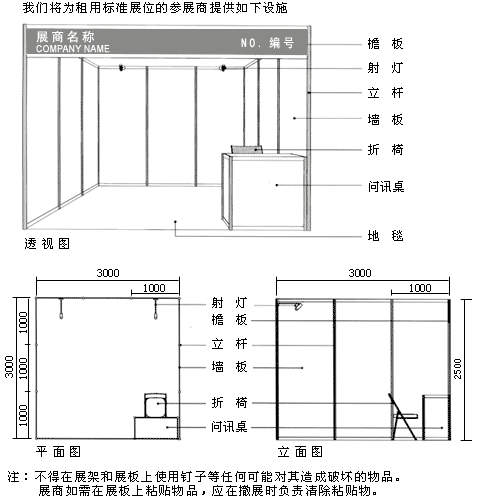 我们将为租用标准展位的参展商提供如下设施
展商名称
COMPANY NAME
NO. 编号
檐 板
射 灯
立 杆
墙 板
折 椅
问讯桌
地 毯
透视图
3000
1000
3000
1000
1000
1000
1000
3000
射 灯
檐 板
立 杆
墙 板
折 椅
问讯桌
2500
平面图
立面图
注：不得在展架和展板上使用钉子等任何可能对其造成破坏的物品。
展商如需在展板上粘贴物品，应在撤展时负责清除粘贴物。